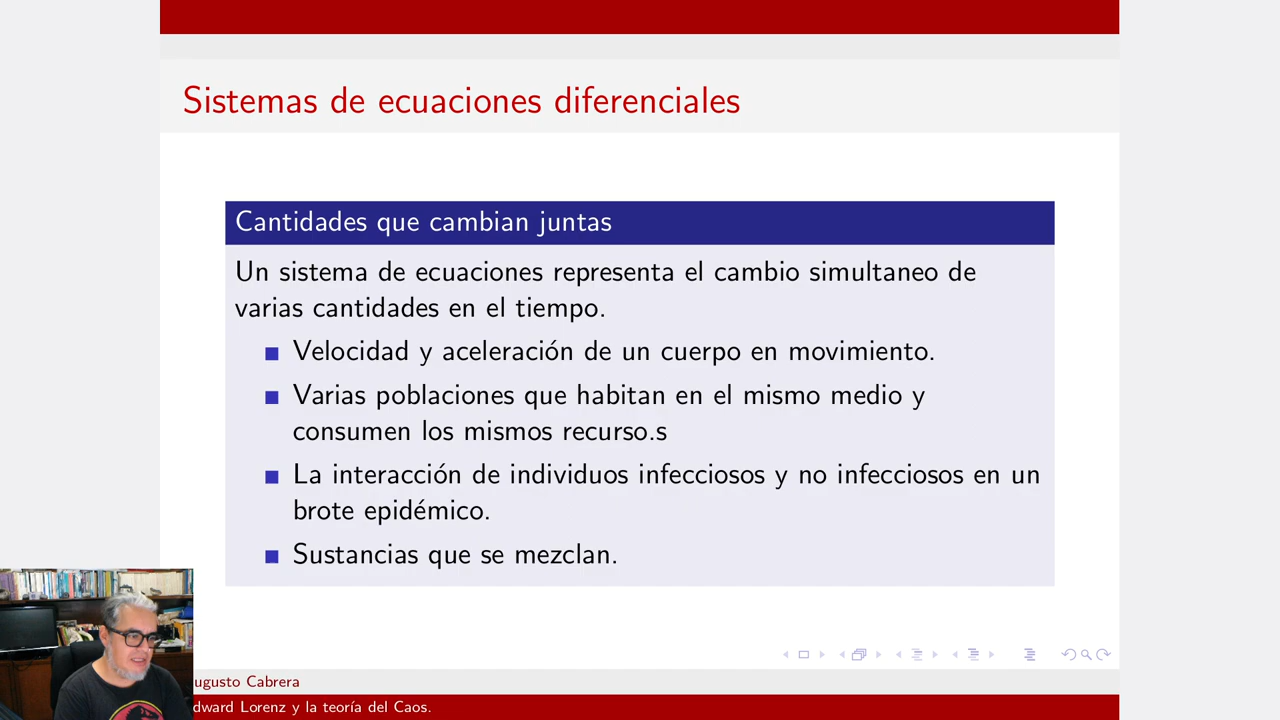 Sistemas de ecuaciones diferenciales
Cantidades que cambian juntas
Un sistema de ecuaciones representa el cambio simultaneo de
varias cantidades en el tiempo.
Velocidad y aceleración de un cuerpo en movimiento.
Varias poblaciones que habitan en el mismo medio y
consumen los mismos recurso.s
La interacción de individuos infecciosos y no infecciosos en un
brote epidémico.
Sustancias que se mezclan.
ugusto Cabrera
dward Lorenz y la teoría del Caos.